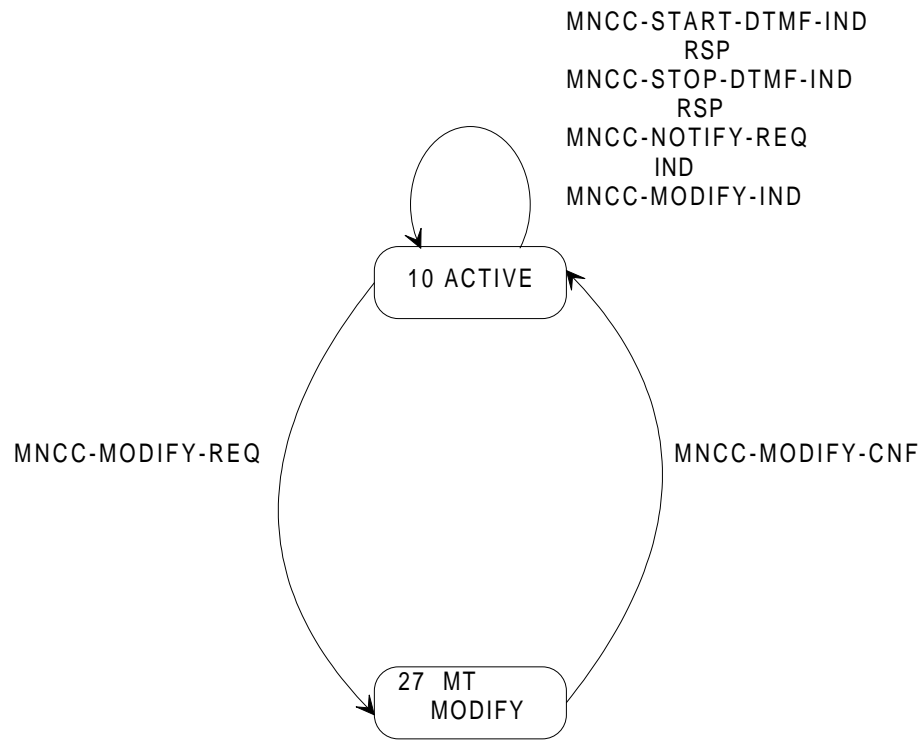 MNCC-START-DTMF-IND
RSP
MNCC-STOP-DTMF-IND
RSP
MNCC-NOTIFY-REQ
IND
MNCC-MODIFY-IND
10 ACTIVE
MNCC-MODIFY-REQ
MNCC-MODIFY-CNF
27 MT
MODIFY